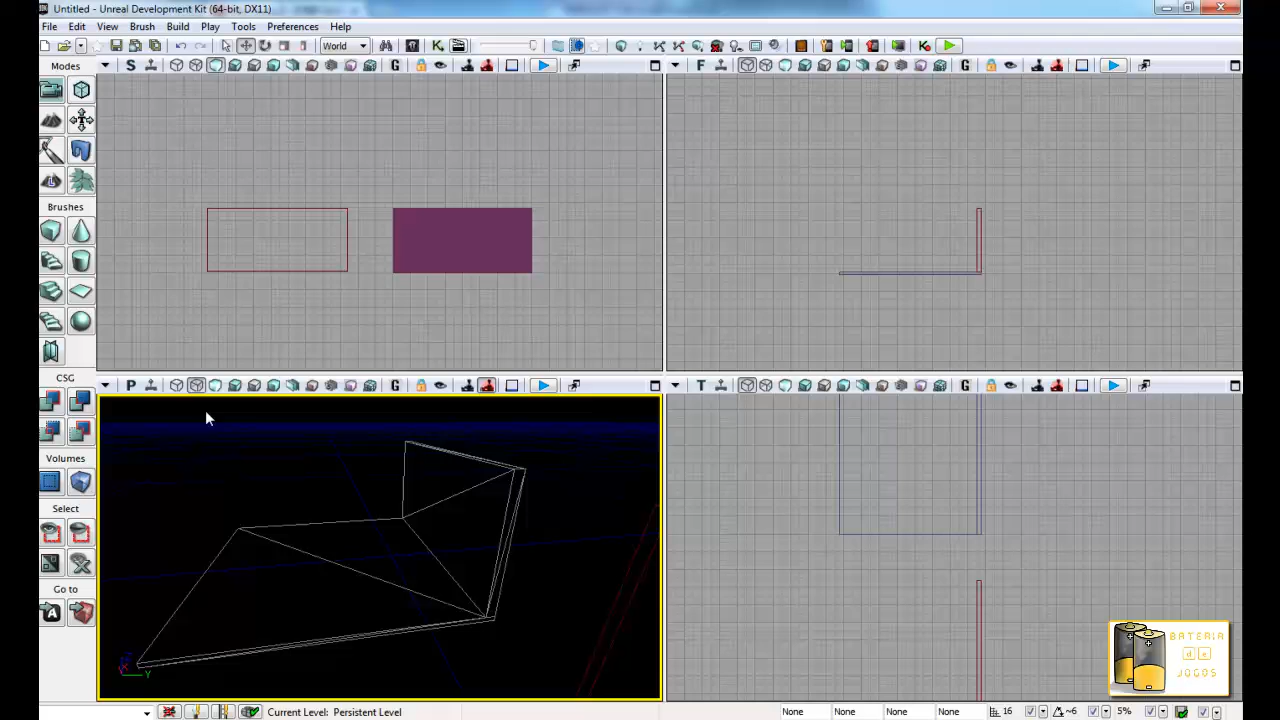 Untitled - Unreal Development Kit (64-bit, DX11)
File Edit View Brush Build Play Tools Preferences Help
World
Modes
S
G
F
G
L
Brushes
CSG
P
G
T
G
Volumes
Select
Go to
A
X
Y
BATERIA
de
JOGOS
Current Level: Persistent Level
None
None
None
None
16
~6
5%